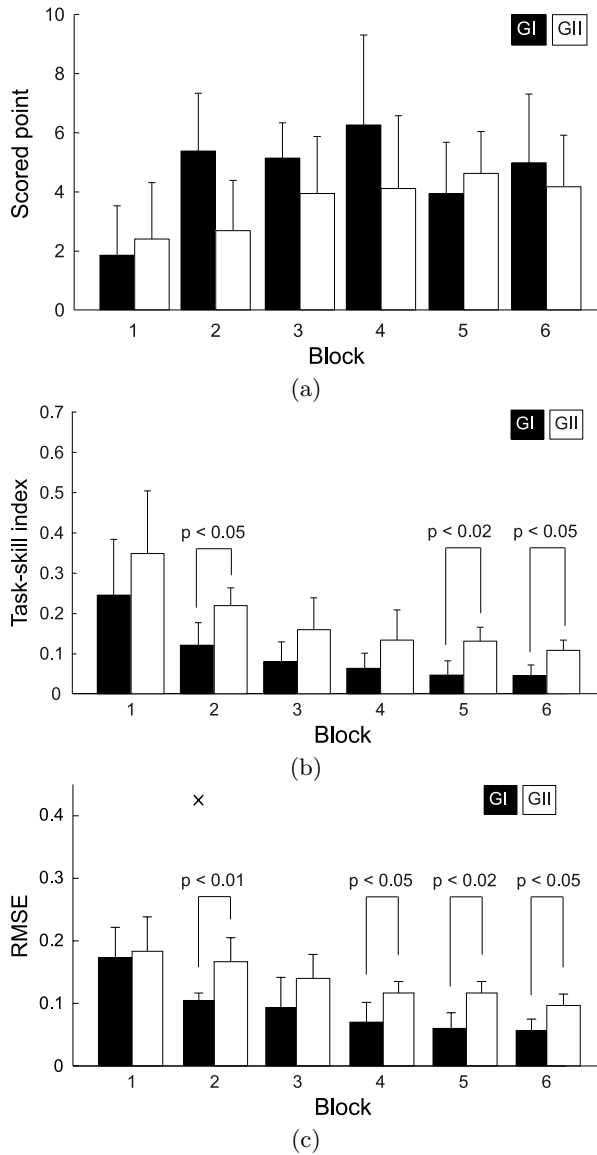 10
8
6
4
2
0
Scored point
GI GII
1 2 3 4 5 6
Block
(a)
0.7
0.6
0.5
0.4
0.3
0.2
0.1
0
Task-skill index
GI GII
p < 0.05
p < 0.02
p < 0.05
1 2 3 4 5 6
Block
(b)
0.4
0.3
0.2
0.1
0
RMSE
×
GI GII
p < 0.01
p < 0.05
p < 0.02
p < 0.05
1 2 3 4 5 6
Block
(c)